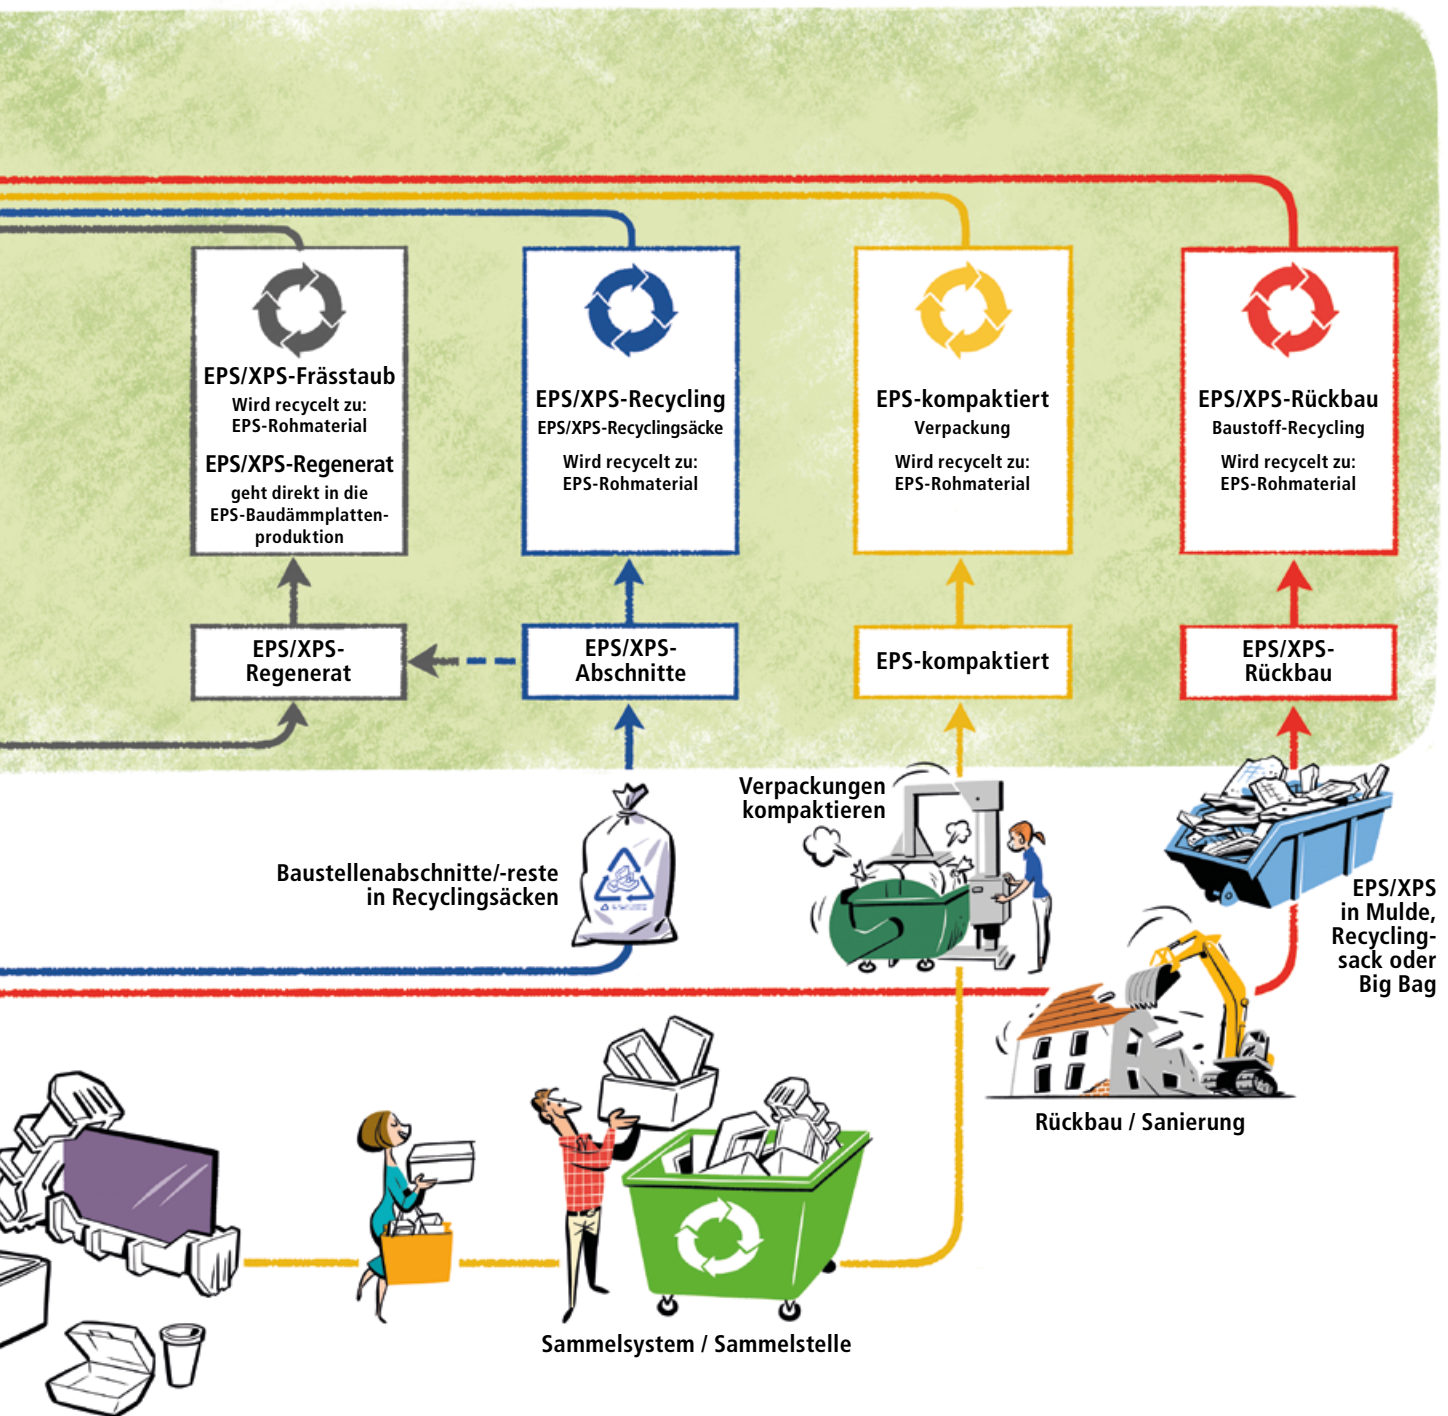 EPS/XPS-Frässtaub
Wird recycelt zu:
EPS-Rohmaterial
EPS/XPS-Regenerat
geht direkt in die
EPS-Baudämmplatten-
produktion
EPS/XPS-Recycling
EPS/XPS-Recyclingsäcke
Wird recycelt zu:
EPS-Rohmaterial
EPS-kompaktiert
Verpackung
Wird recycelt zu:
EPS-Rohmaterial
EPS/XPS-Rückbau
Baustoff-Recycling
Wird recycelt zu:
EPS-Rohmaterial
EPS/XPS-
Regenerat
EPS/XPS-
Abschnitte
EPS-kompaktiert
EPS/XPS-
Rückbau
Verpackungen
kompaktieren
Baustellenabschnitte/-reste
in Recyclingsäcken
EPS/XPS
in Mulde,
Recycling-
sack oder
Big Bag
Rückbau / Sanierung
Sammelsystem / Sammelstelle